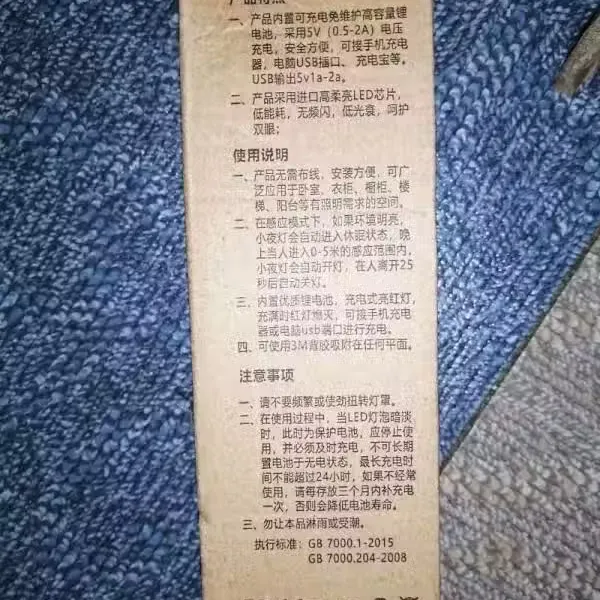 产品特点
一、产品内置可充电免维护高容量锂
电池，采用5V（0.5-2A）电压
充电，安全方便，可接手机充电
器，电脑USB插口、充电宝等。
USB输出5v1a-2a。
二、产品采用进口高柔亮LED芯片，
低能耗，无频闪，低光衰，呵护
双眼；
使用说明
一、产品无需布线，安装方便，可广
泛应用于卧室、衣柜、橱柜、楼
梯、阳台等有照明需求的空间。
二、在感应模式下，如果环境明亮，
小夜灯会自动进入休眠状态，晚
上当人进入0-5米的感应范围内，
小夜灯会自动开灯，在人离开25
秒后自动关灯。
三、内置优质锂电池，充电式亮红灯，
充满时红灯熄灭，可接手机充电
器或电脑usb端口进行充电。
四、可使用3M背胶吸附在任何平面。
注意事项
一、请不要频繁或使劲扭转灯罩。
二、在使用过程中，当LED灯泡暗淡
时，此时为保护电池，应停止使
用，并必须及时充电，不可长期
置电池于无电状态，最长充电时
间不能超过24小时，如果不经常
使用，请每存放三个月内补充电
一次，否则会降低电池寿命。
三、勿让本品淋雨或受潮。
执行标准：GB 7000.1-2015
GB 7000.204-2008